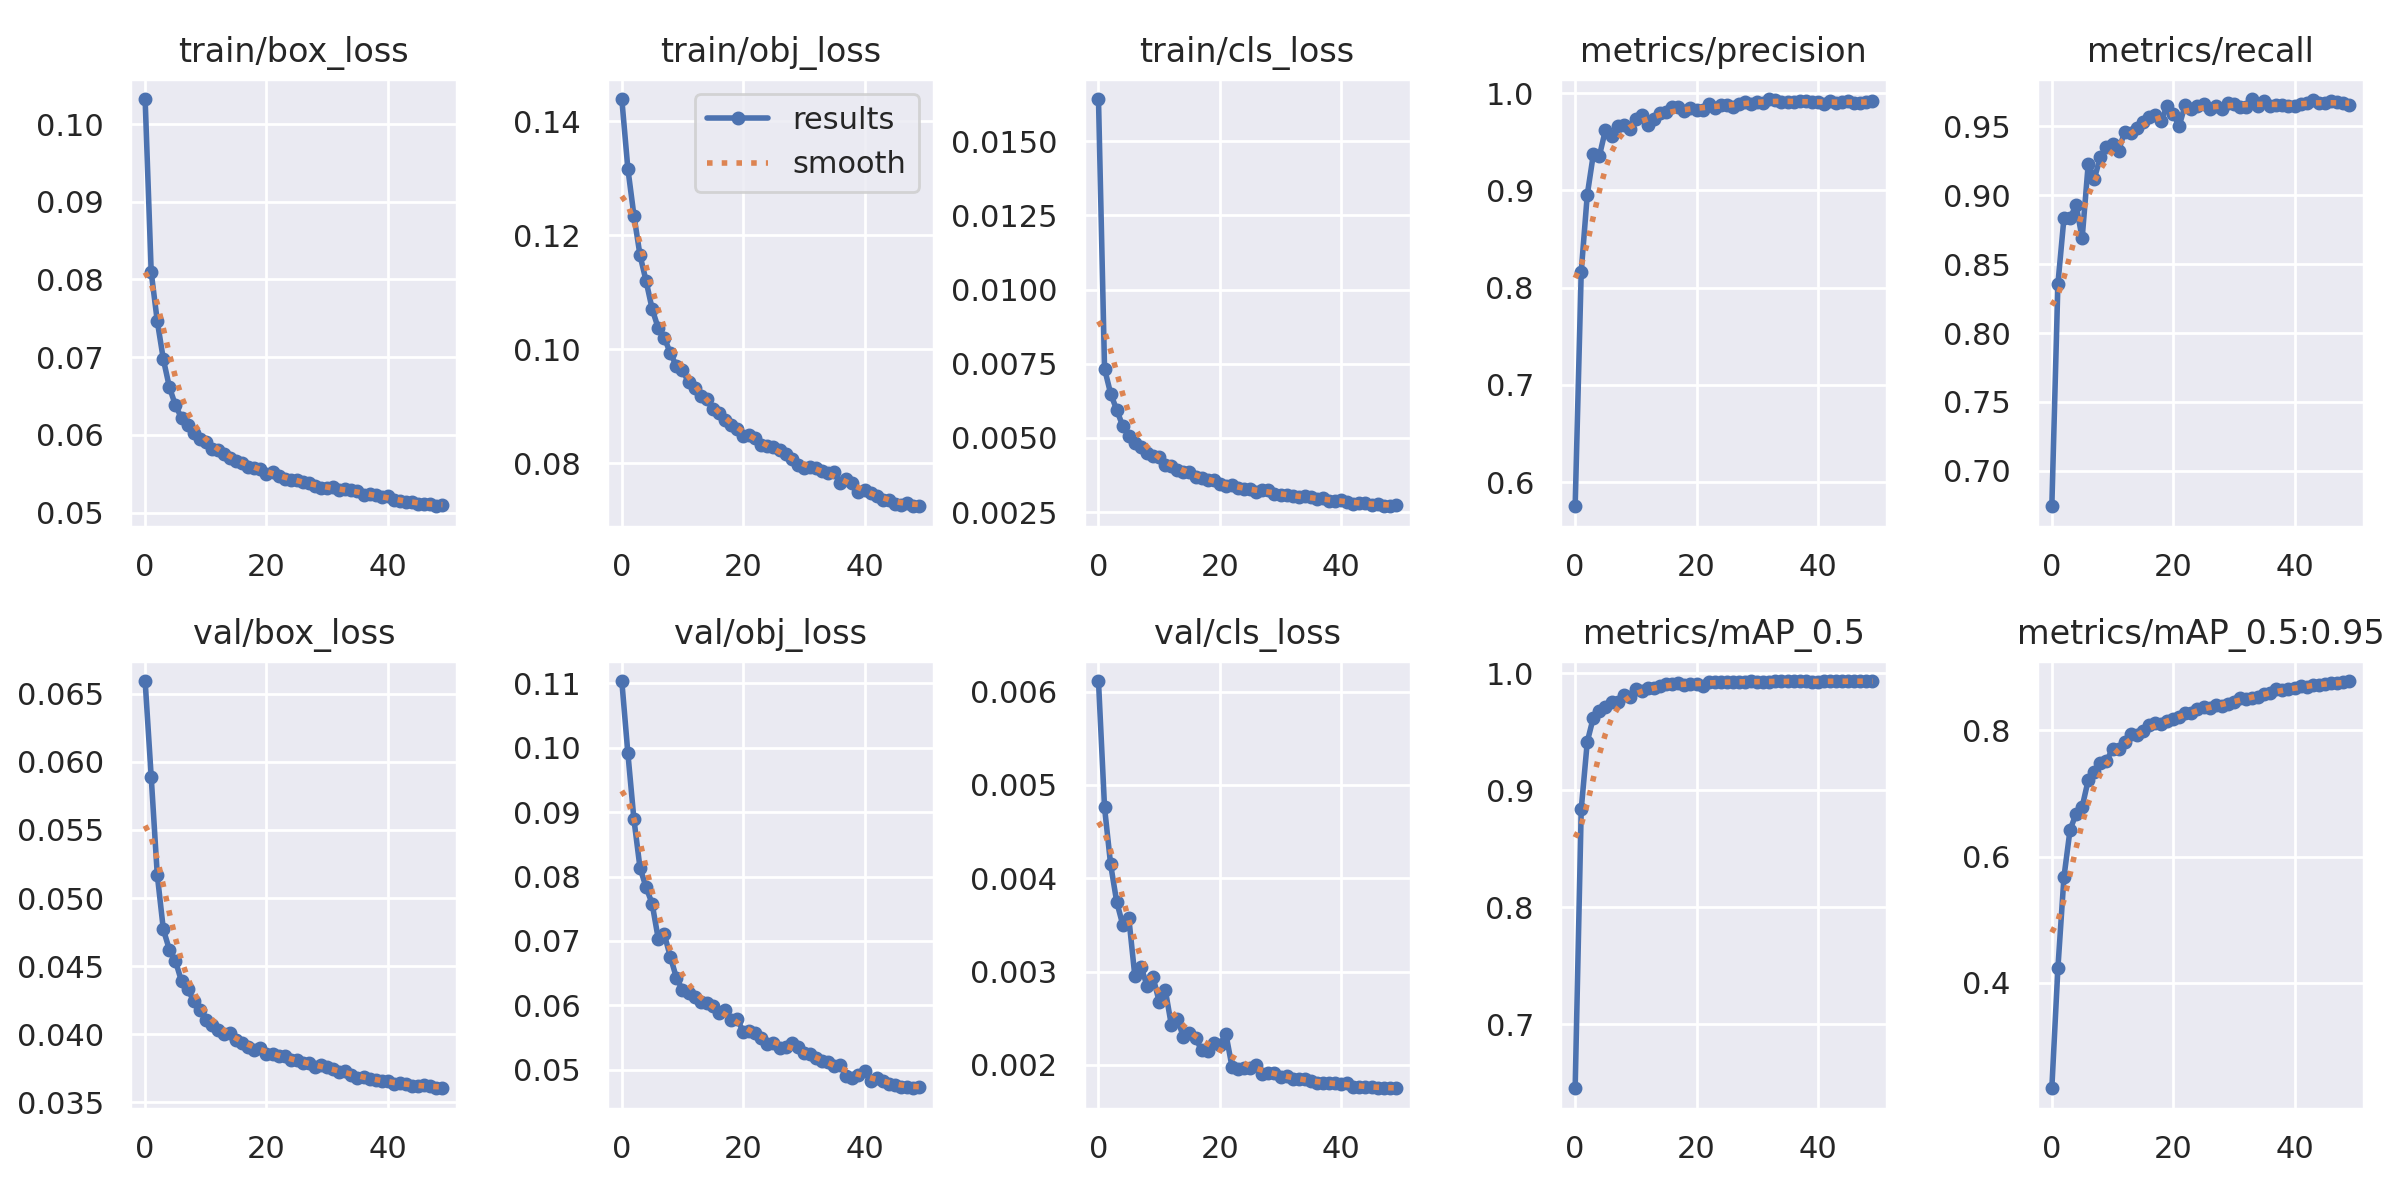 train/box_loss
0.10
0.09
0.08
0.07
0.06
0.05
0 20 40
train/obj_loss
results
smooth
0.14
0.12
0.10
0.08
0 20 40
train/cls_loss
0.0150
0.0125
0.0100
0.0075
0.0050
0.0025
0 20 40
metrics/precision
1.0
0.9
0.8
0.7
0.6
0 20 40
metrics/recall
0.95
0.90
0.85
0.80
0.75
0.70
0 20 40
val/box_loss
0.065
0.060
0.055
0.050
0.045
0.040
0.035
0 20 40
val/obj_loss
0.11
0.10
0.09
0.08
0.07
0.06
0.05
0 20 40
val/cls_loss
0.006
0.005
0.004
0.003
0.002
0 20 40
metrics/mAP_0.5
1.0
0.9
0.8
0.7
0 20 40
metrics/mAP_0.5:0.95
0.8
0.6
0.4
0 20 40